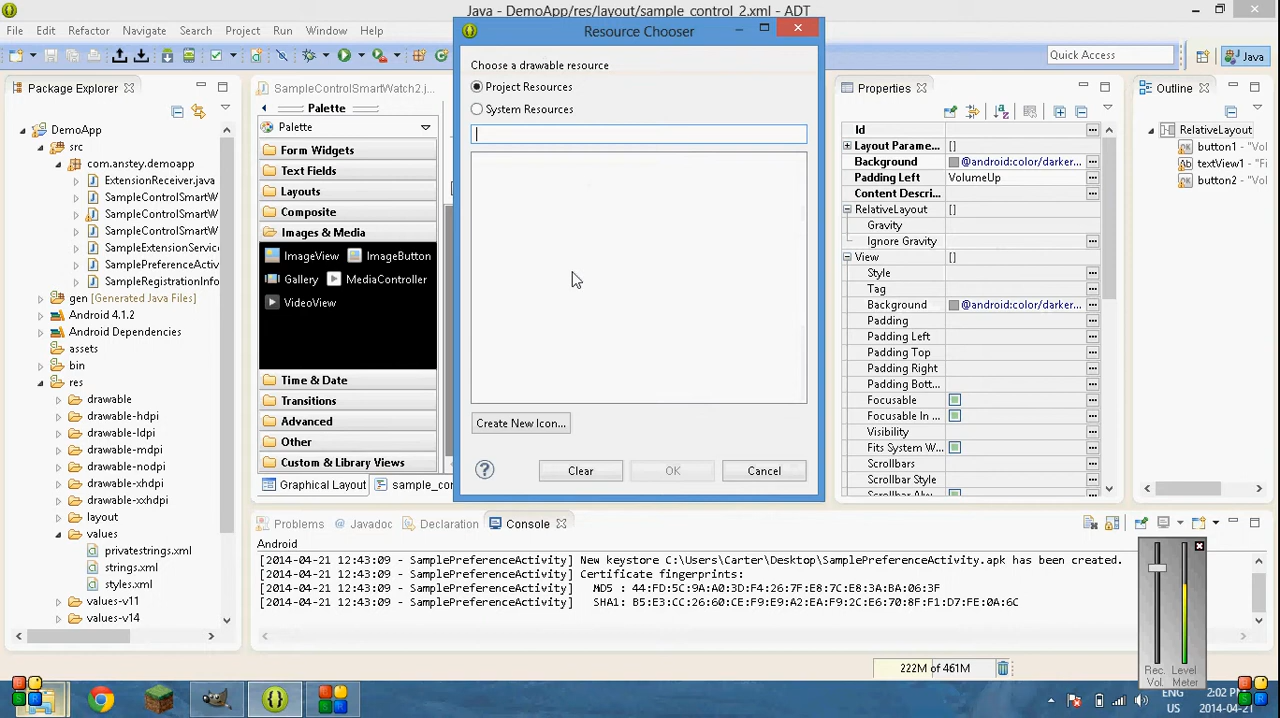 Java - DemoApp/res/layout/sample_control_2.xml - ADT
File Edit Refactor Navigate Search Project Run Window Help
Quick Access
Java
Package Explorer
DemoApp
src
com.anstey.demoapp
ExtensionReceiver.java
SampleControlSmartW
SampleControlSmartW
SampleControlSmartW
SampleExtensionService
SamplePreferenceActiv
SampleRegistrationInfo
gen [Generated Java Files]
Android 4.1.2
Android Dependencies
assets
bin
res
drawable
drawable-hdpi
drawable-ldpi
drawable-mdpi
drawable-nodpi
drawable-xhdpi
drawable-xxhdpi
layout
values
privatestrings.xml
strings.xml
styles.xml
values-v11
values-v14
SampleControlSmartWatch2.j...
Palette
Palette
Form Widgets
Text Fields
Layouts
Composite
Images & Media
ImageView ImageButton
Gallery MediaController
VideoView
Time & Date
Transitions
Advanced
Other
Custom & Library Views
Graphical Layout sample_co
Resource Chooser
Choose a drawable resource
Project Resources
System Resources
Create New Icon...
Clear OK Cancel
Properties
Id
Layout Parame...
[]
Background
@android:color/darker...
Padding Left
VolumeUp
Content Descri...
RelativeLayout
[]
Gravity
Ignore Gravity
View
[]
Style
Tag
Background
@android:color/darker...
Padding
Padding Left
Padding Top
Padding Right
Padding Bott...
Focusable
Focusable In ...
Visibility
Fits System W...
Scrollbars
Scrollbar Style
Outline
RelativeLayout
button1 - "Vol
textView1 - "Fi
button2 - "Vol
Problems Javadoc Declaration Console
Android
[2014-04-21 12:43:09 - SamplePreferenceActivity] New keystore C:\Users\Carter\Desktop\SamplePreferenceActivity.apk has been created.
[2014-04-21 12:43:09 - SamplePreferenceActivity] Certificate fingerprints:
[2014-04-21 12:43:09 - SamplePreferenceActivity] MD5 : 44:FD:5C:9A:A0:3D:F4:26:7F:E8:7C:E8:3A:BA:06:3F
[2014-04-21 12:43:09 - SamplePreferenceActivity] SHA1: B5:E3:CC:26:60:CE:F9:E9:A2:EA:F9:2C:E6:70:8F:F1:D7:FE:0A:6C
222M of 461M
Rec. Vol.
Level Meter
ENG
2:02 PM
2014-04-21